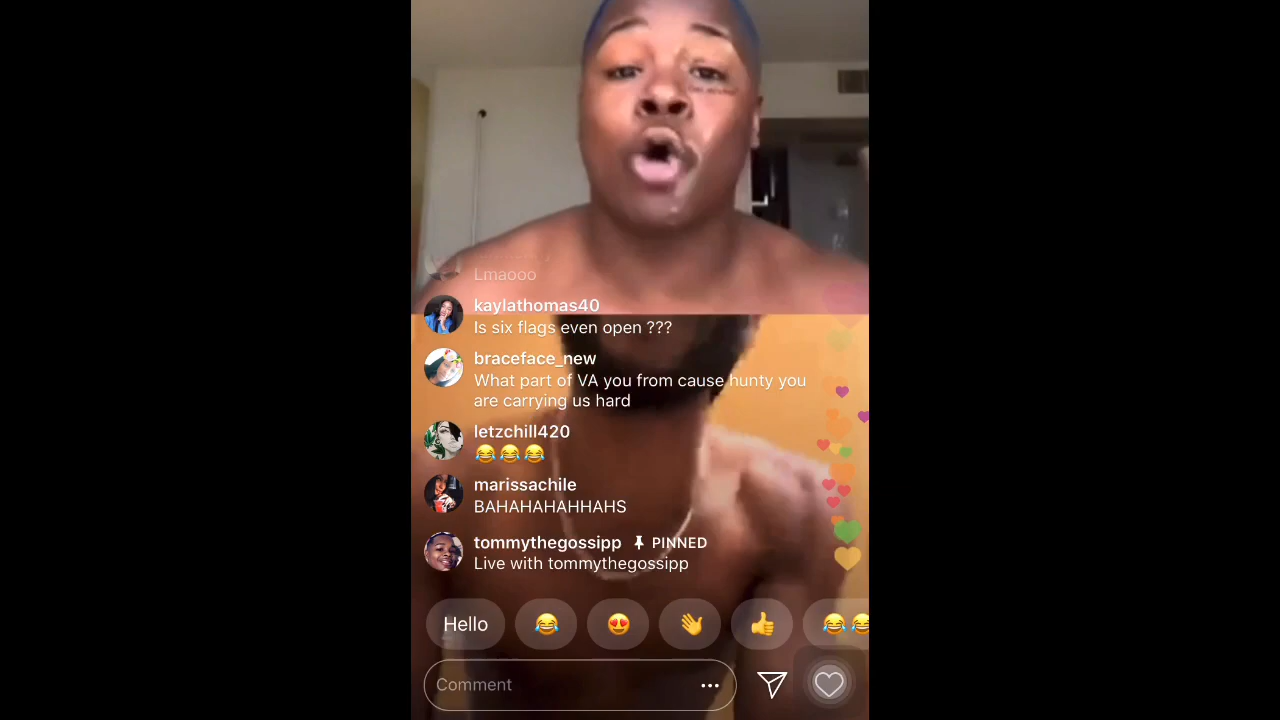 Lmaooo
kaylathomas40
Is six flags even open ???
braceface_new
What part of VA you from cause hunty you
are carrying us hard
letzchill420
😂😂😂
marissachile
BAHAHAHAHHAHS
tommythegossipp PINNED
Live with tommythegossipp
Hello
Comment